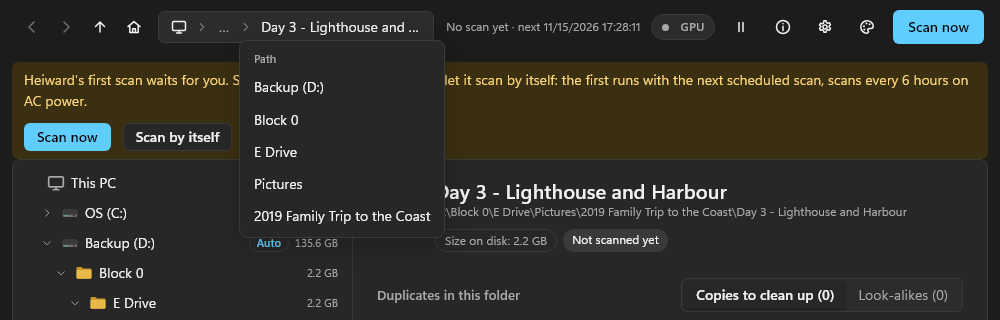 ... Day 3 - Lighthouse and ...
No scan yet · next 11/15/2026 17:28:11
GPU
Scan now
Path
Backup (D:)
Block 0
E Drive
Pictures
2019 Family Trip to the Coast
Heiward's first scan waits for you. let it scan by itself: the first runs with the next scheduled scan, scans every 6 hours on
AC power.
Scan now
Scan by itself
This PC
OS (C:)
Backup (D:) Auto 135.6 GB
Block 0 2.2 GB
E Drive 2.2 GB
Day 3 - Lighthouse and Harbour
\Block 0\E Drive\Pictures\2019 Family Trip to the Coast\Day 3 - Lighthouse and Harbour
Size on disk: 2.2 GB
Not scanned yet
Duplicates in this folder
Copies to clean up (0)
Look-alikes (0)